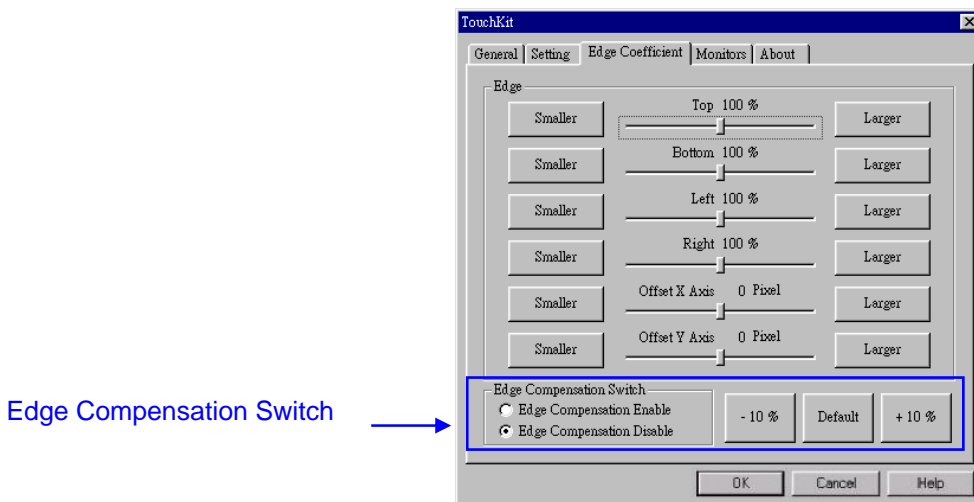 TouchKit
General Setting Edge Coefficient Monitors About
Edge
Top 100 %
Smaller Larger
Bottom 100 %
Smaller Larger
Left 100 %
Smaller Larger
Right 100 %
Smaller Larger
Offset X Axis 0 Pixel
Smaller Larger
Offset Y Axis 0 Pixel
Smaller Larger
Edge Compensation Switch
Edge Compensation Switch
Edge Compensation Enable
Edge Compensation Disable
- 10 % Default + 10 %
OK Cancel Help